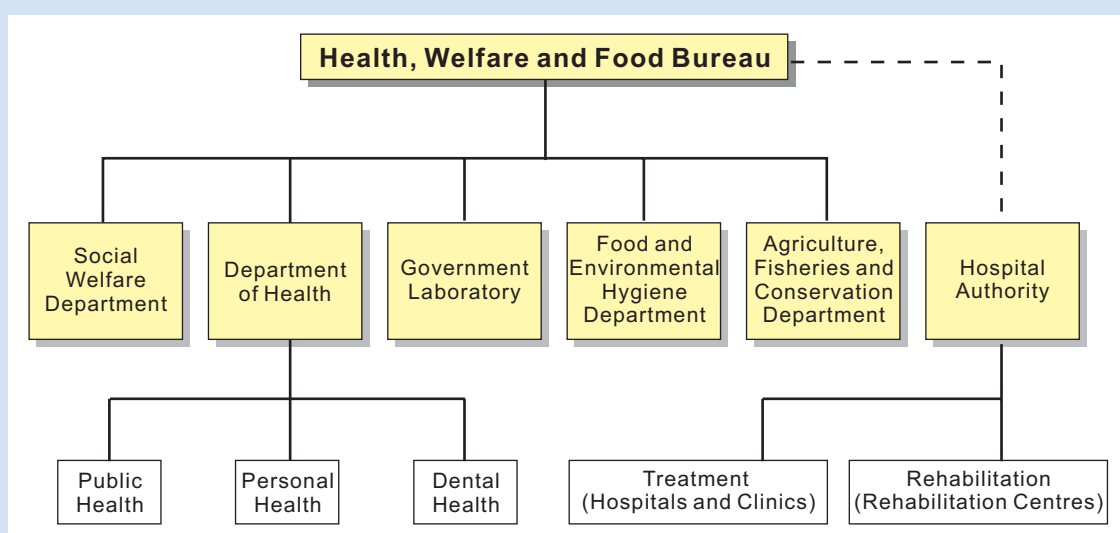 Health, Welfare and Food Bureau
Social
Welfare
Department
Department
of Health
Government
Laboratory
Food and
Environmental
Hygiene
Department
Agriculture,
Fisheries and
Conservation
Department
Hospital
Authority
Public
Health
Personal
Health
Dental
Health
Treatment
(Hospitals and Clinics)
Rehabilitation
(Rehabilitation Centres)